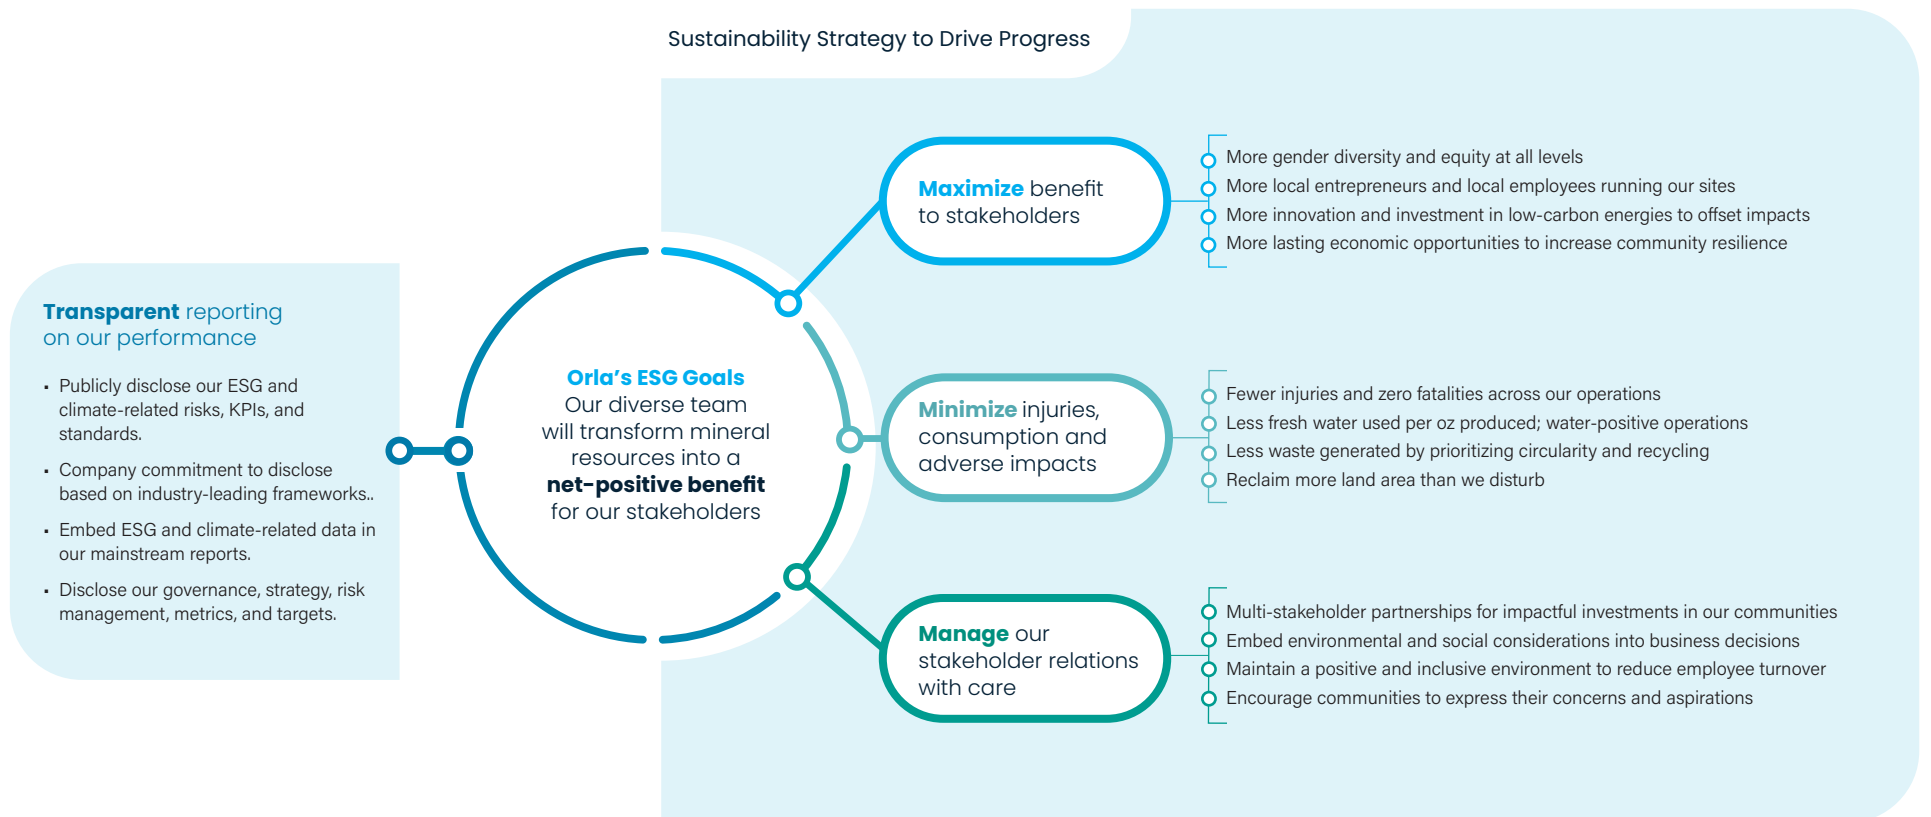 Sustainability Strategy to Drive Progress
Transparent reporting
on our performance
▪ Publicly disclose our ESG and
climate-related risks, KPIs, and
standards.
▪ Company commitment to disclose
based on industry-leading frameworks..
▪ Embed ESG and climate-related data in
our mainstream reports.
▪ Disclose our governance, strategy, risk
management, metrics, and targets.
Orla’s ESG Goals
Our diverse team
will transform mineral
resources into a
net-positive benefit
for our stakeholders
Maximize benefit
to stakeholders
More gender diversity and equity at all levels
More local entrepreneurs and local employees running our sites
More innovation and investment in low-carbon energies to offset impacts
More lasting economic opportunities to increase community resilience
Minimize injuries,
consumption and
adverse impacts
Fewer injuries and zero fatalities across our operations
Less fresh water used per oz produced; water-positive operations
Less waste generated by prioritizing circularity and recycling
Reclaim more land area than we disturb
Manage our
stakeholder relations
with care
Multi-stakeholder partnerships for impactful investments in our communities
Embed environmental and social considerations into business decisions
Maintain a positive and inclusive environment to reduce employee turnover
Encourage communities to express their concerns and aspirations